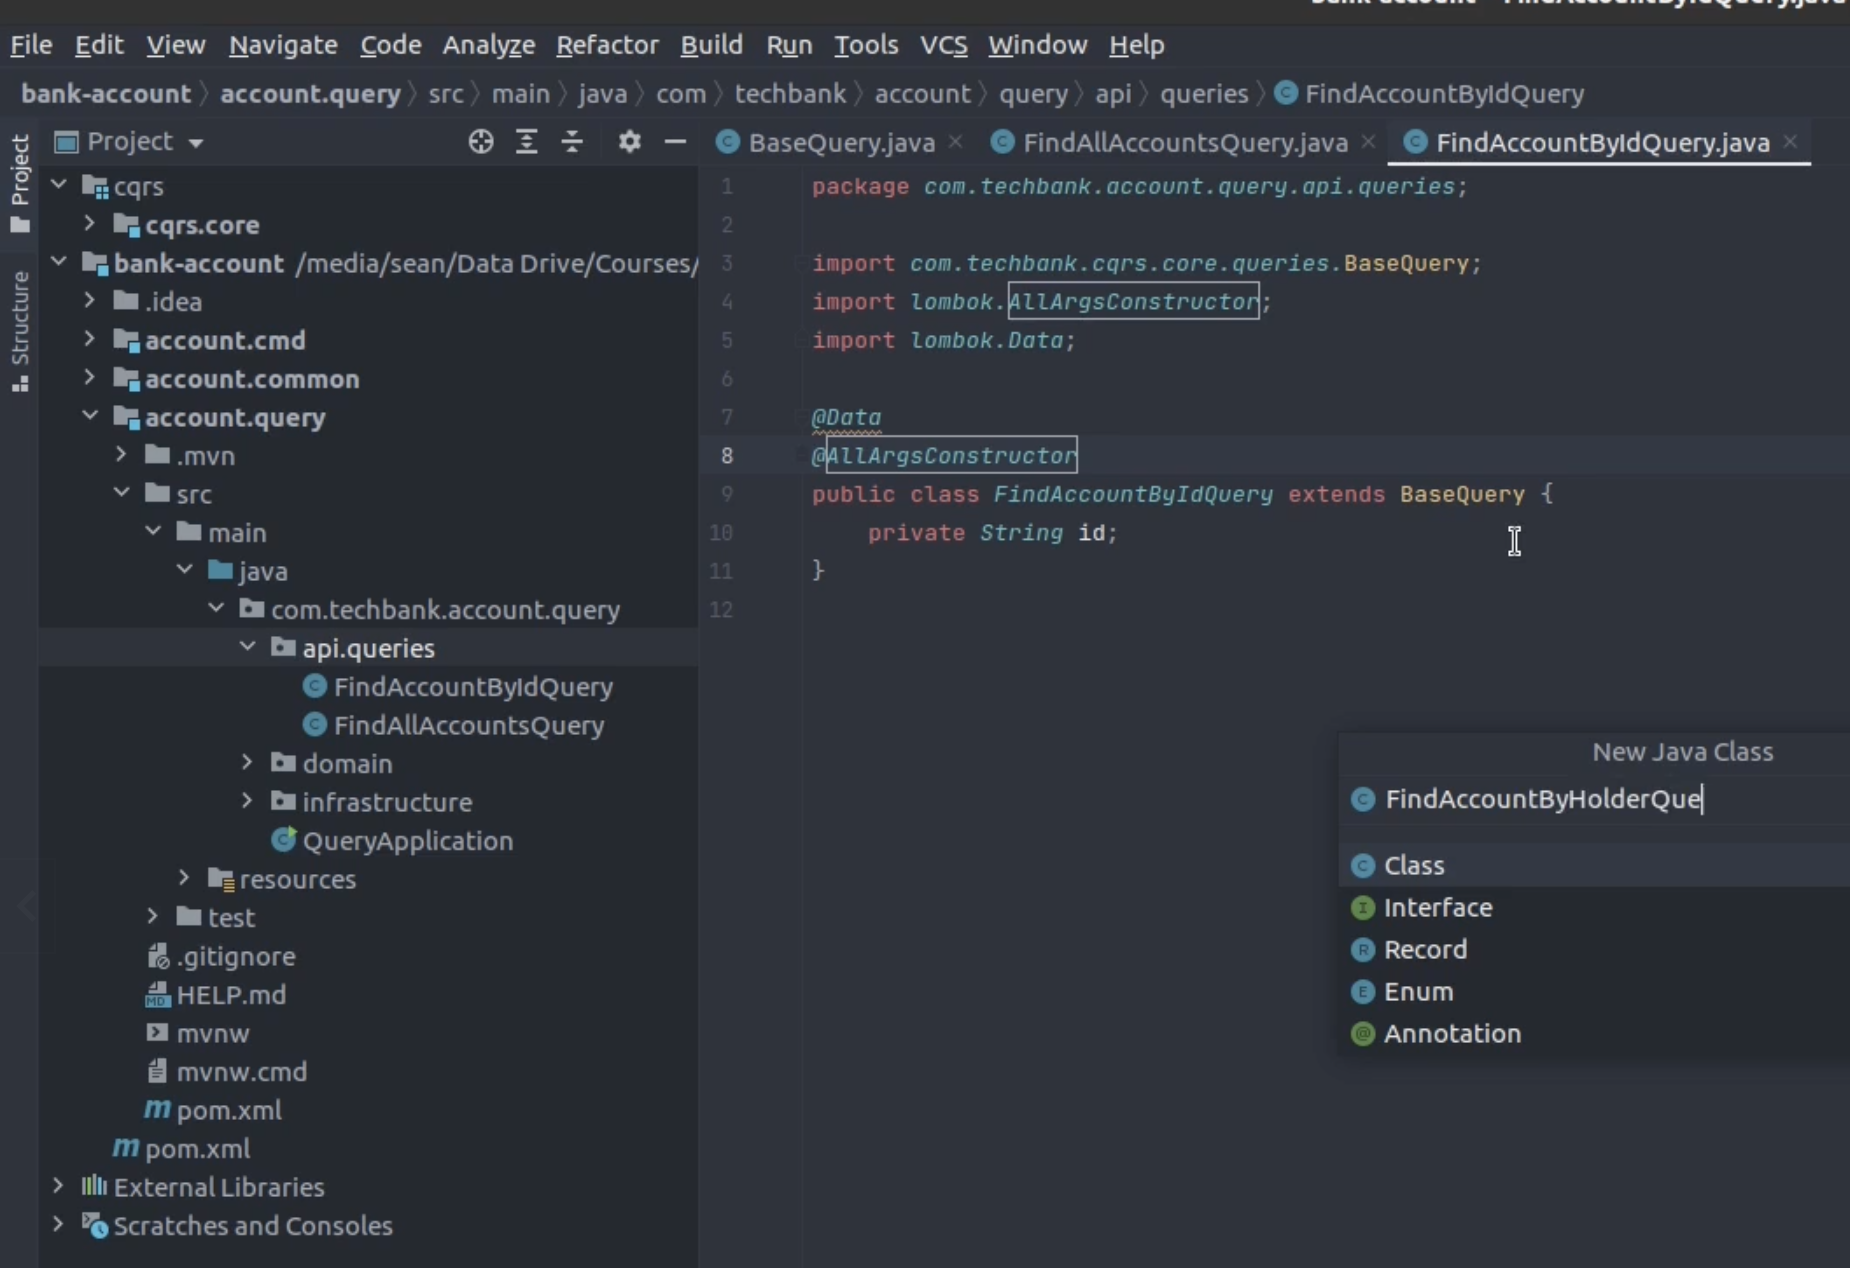 File Edit View Navigate Code Analyze Refactor Build Run Tools VCS Window Help
bank-account account.query src main java com techbank account query api queries FindAccountByIdQuery
Project
BaseQuery.java FindAllAccountsQuery.java FindAccountByIdQuery.java
Project
Structure
cqrs
cqrs.core
bank-account /media/sean/Data Drive/Courses/
.idea
account.cmd
account.common
account.query
.mvn
src
main
java
com.techbank.account.query
api.queries
FindAccountByIdQuery
FindAllAccountsQuery
domain
infrastructure
QueryApplication
resources
test
.gitignore
HELP.md
mvnw
mvnw.cmd
pom.xml
pom.xml
External Libraries
Scratches and Consoles
1 package com.techbank.account.query.api.queries;
2
3 import com.techbank.cqrs.core.queries.BaseQuery;
4 import lombok.AllArgsConstructor;
5 import lombok.Data;
6
7 @Data
8 @AllArgsConstructor
9 public class FindAccountByIdQuery extends BaseQuery {
10 private String id;
11 }
12
New Java Class
FindAccountByHolderQue
Class
Interface
Record
Enum
Annotation